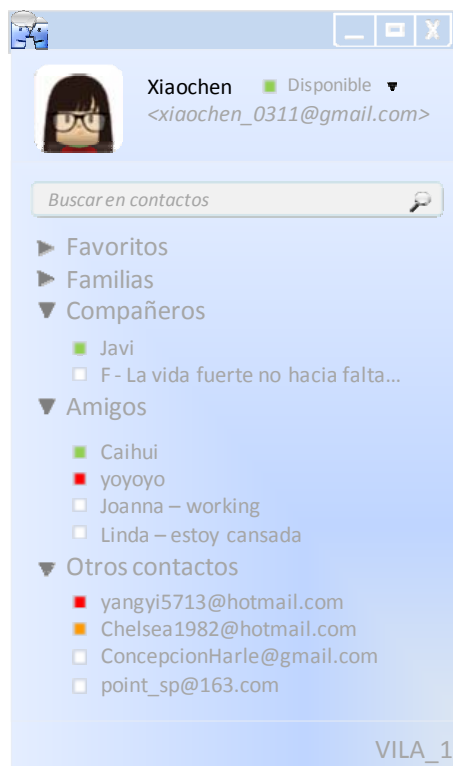 Xiaochen Disponible
<xiaochen_0311@gmail.com>
Buscar en contactos
Favoritos
Familias
Compañeros
Javi
F - La vida fuerte no hacia falta...
Amigos
Caihui
yoyoyo
Joanna – working
Linda – estoy cansada
Otros contactos
yangyi5713@hotmail.com
Chelsea1982@hotmail.com
ConcepcionHarle@gmail.com
point_sp@163.com
VILA_1